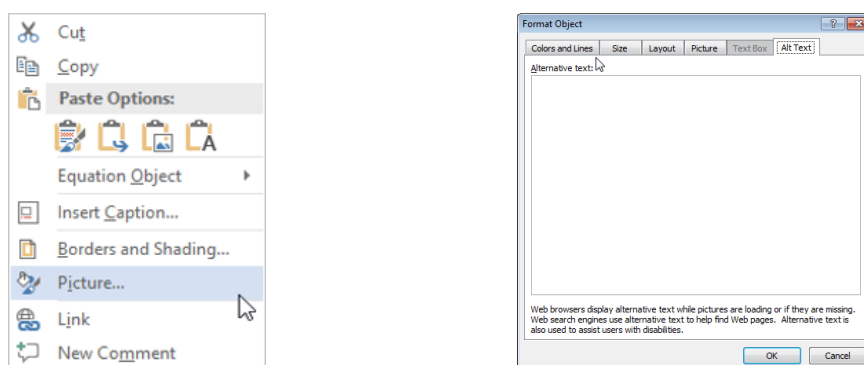 Cut
Copy
Paste Options:
A
Equation Object
Insert Caption...
Borders and Shading...
Picture...
Link
New Comment
Format Object
Colors and Lines Size Layout Picture Text Box Alt Text
Alternative text:
Web browsers display alternative text while pictures are loading or if they are missing.
Web search engines use alternative text to help find Web pages. Alternative text is
also used to assist users with disabilities.
OK Cancel